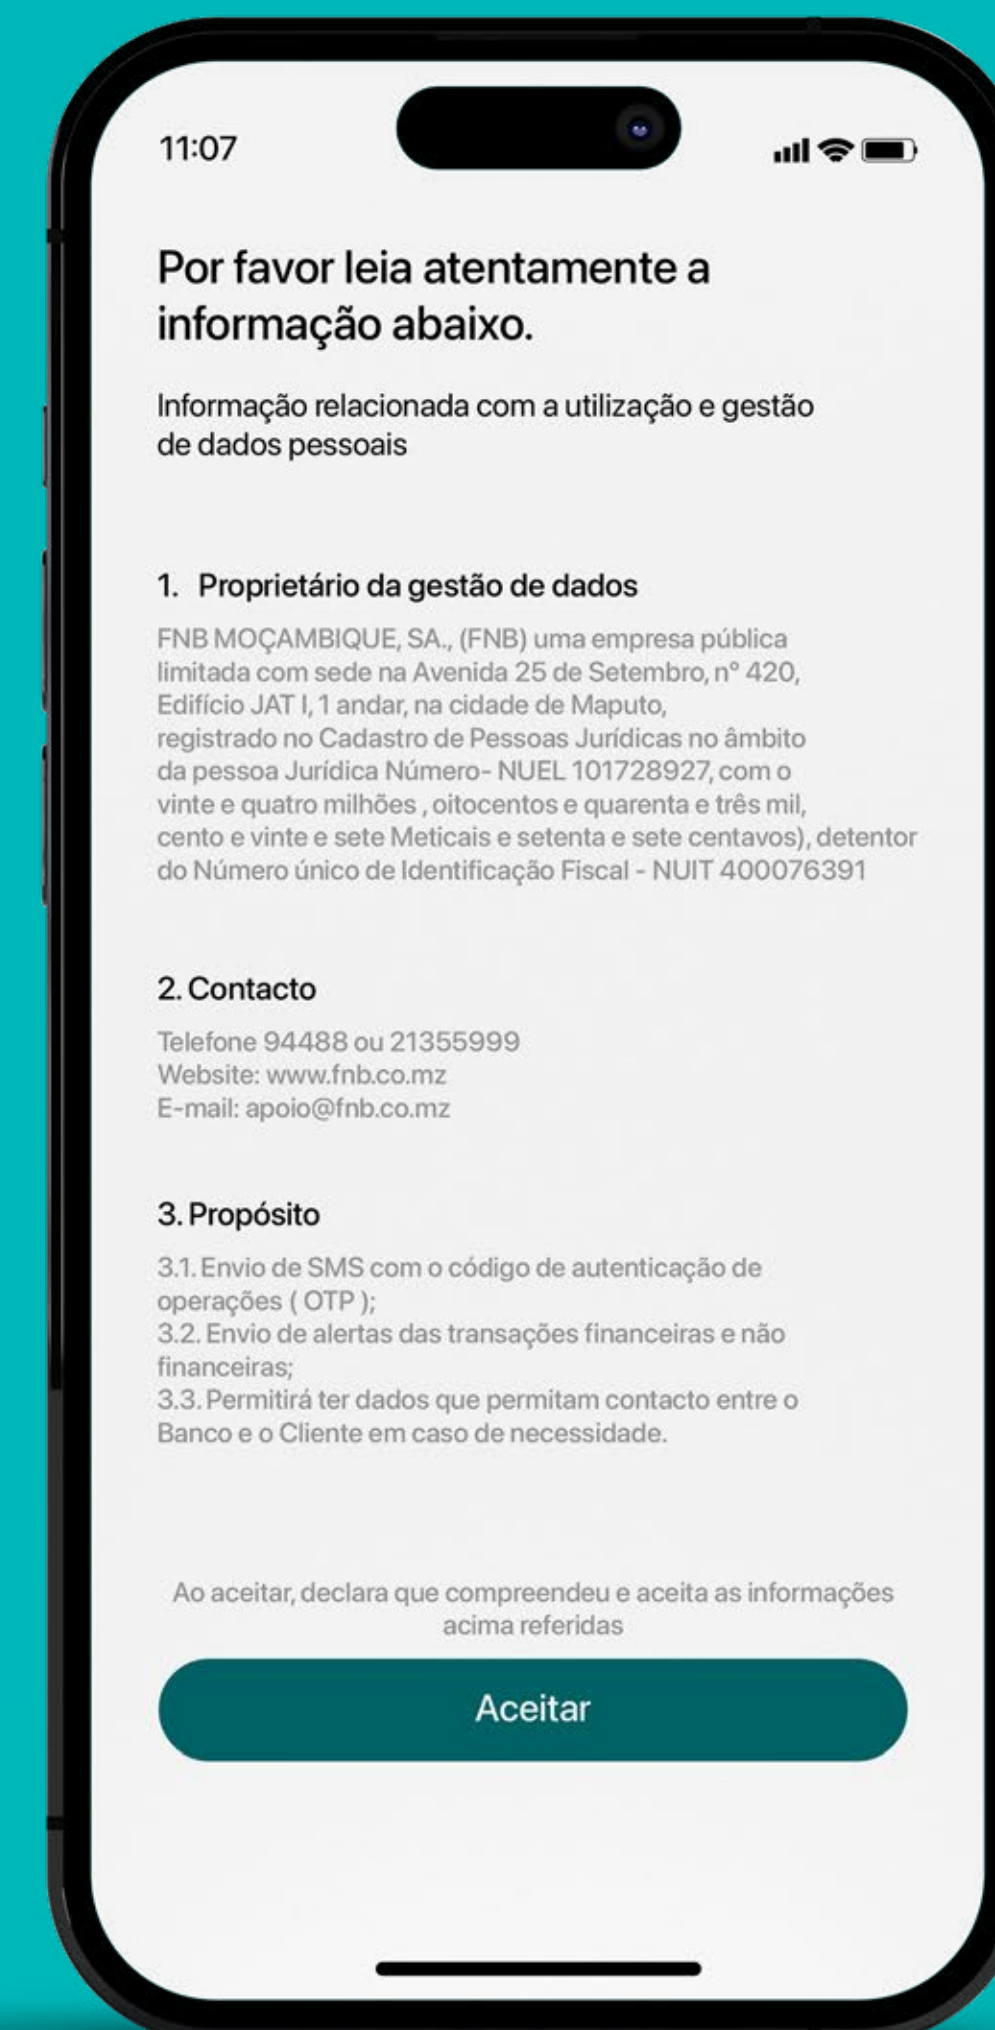 11:07
Por favor leia atentamente a
informação abaixo.
Informação relacionada com a utilização e gestão
de dados pessoais
1. Proprietário da gestão de dados
FNB MOÇAMBIQUE, SA., (FNB) uma empresa pública
limitada com sede na Avenida 25 de Setembro, n° 420,
Edifício JAT I, 1 andar, na cidade de Maputo,
registrado no Cadastro de Pessoas Jurídicas no âmbito
da pessoa Jurídica Número- NUEL 101728927, com o
vinte e quatro milhões , oitocentos e quarenta e três mil,
cento e vinte e sete Meticais e setenta e sete centavos), detentor
do Número único de Identificação Fiscal - NUIT 400076391
2. Contacto
Telefone 94488 ou 21355999
Website: www.fnb.co.mz
E-mail: apoio@fnb.co.mz
3. Propósito
3.1. Envio de SMS com o código de autenticação de
operações ( OTP );
3.2. Envio de alertas das transações financeiras e não
financeiras;
3.3. Permitirá ter dados que permitam contacto entre o
Banco e o Cliente em caso de necessidade.
Ao aceitar, declara que compreendeu e aceita as informações
acima referidas
Aceitar